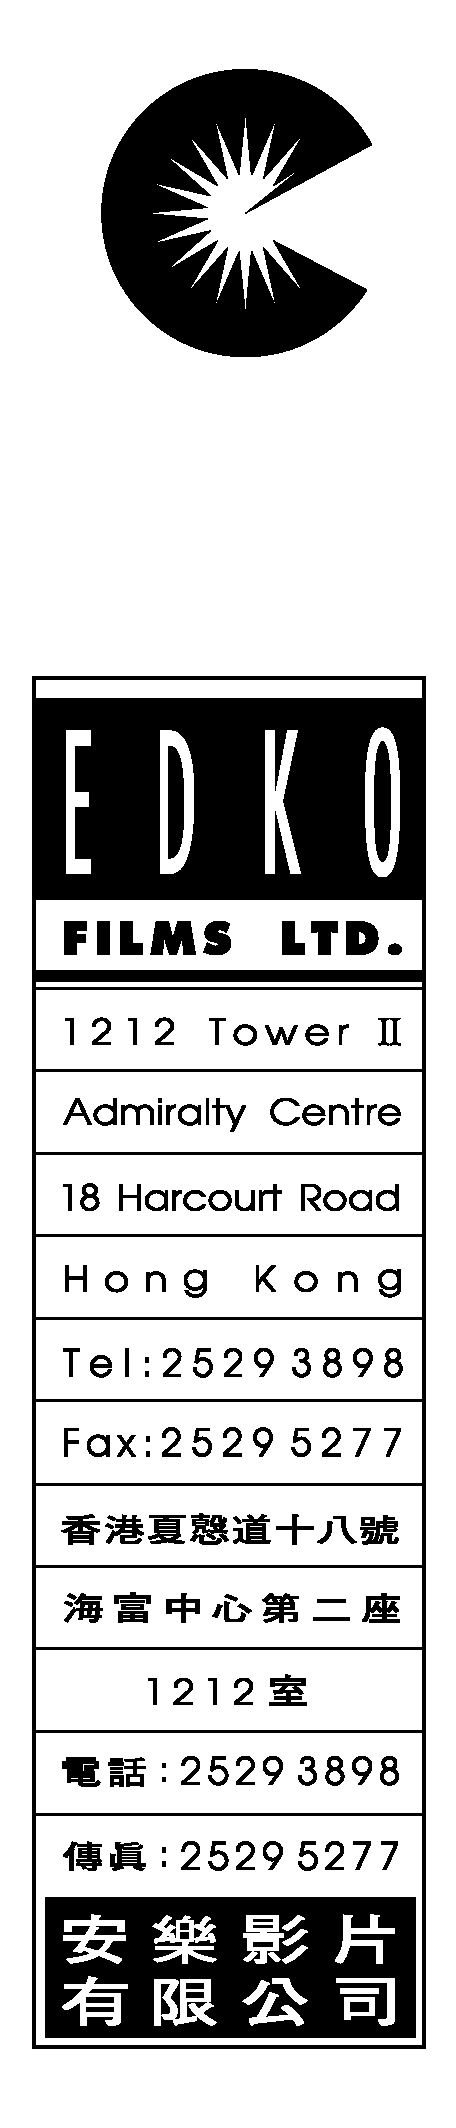 EDKO
FILMS LTD.
1212 Tower II
Admiralty Centre
18 Harcourt Road
Hong Kong
Tel:2529 3898
Fax:2529 5277
香港夏慤道十八號
海富中心第二座
1212室
電話:2529 3898
傳眞:2529 5277
安樂影片
有限公司